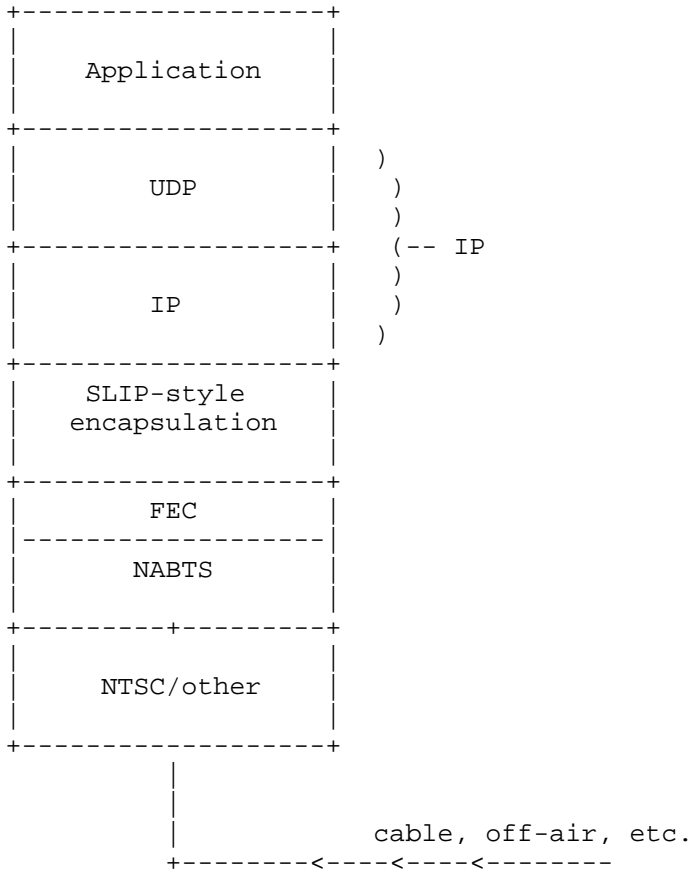 Application
UDP
(-- IP
IP
SLIP-style
encapsulation
FEC
NABTS
NTSC/other
cable, off-air, etc.